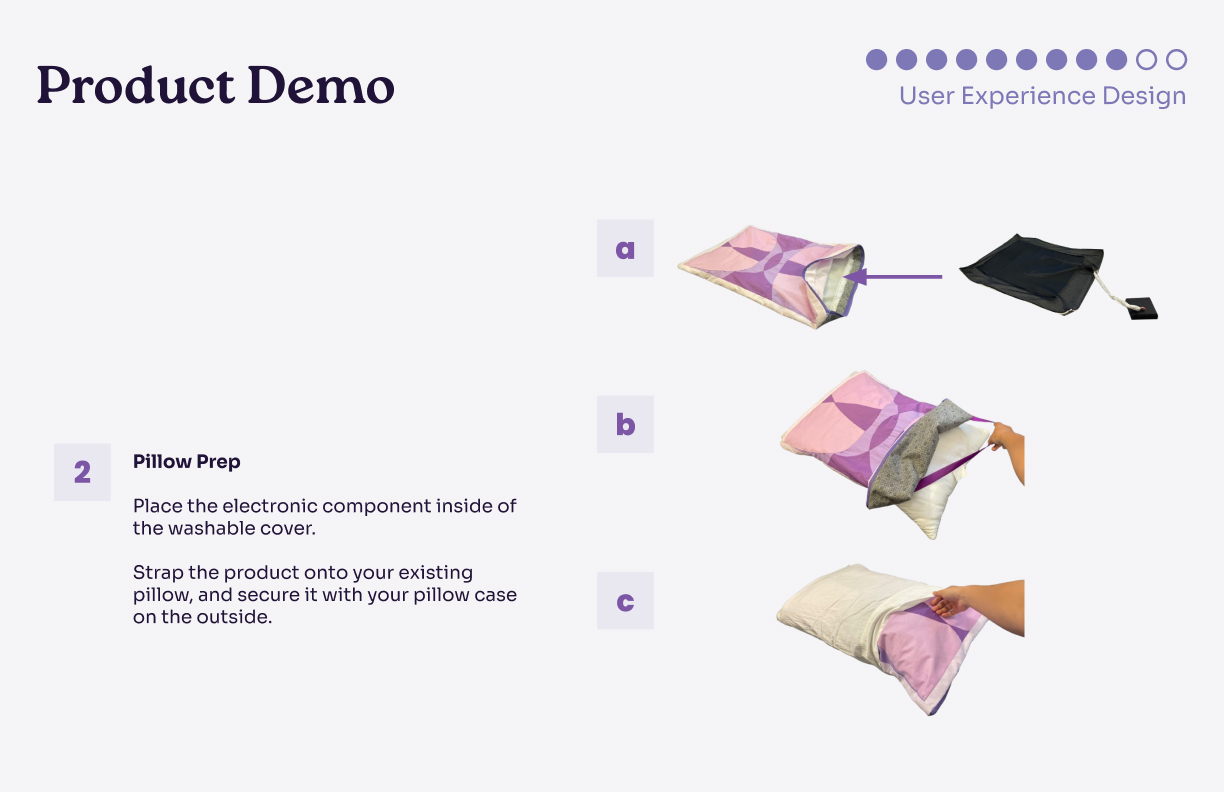 Product Demo
User Experience Design
a
b
2
Pillow Prep
Place the electronic component inside of
the washable cover.
Strap the product onto your existing
pillow, and secure it with your pillow case
on the outside.
c